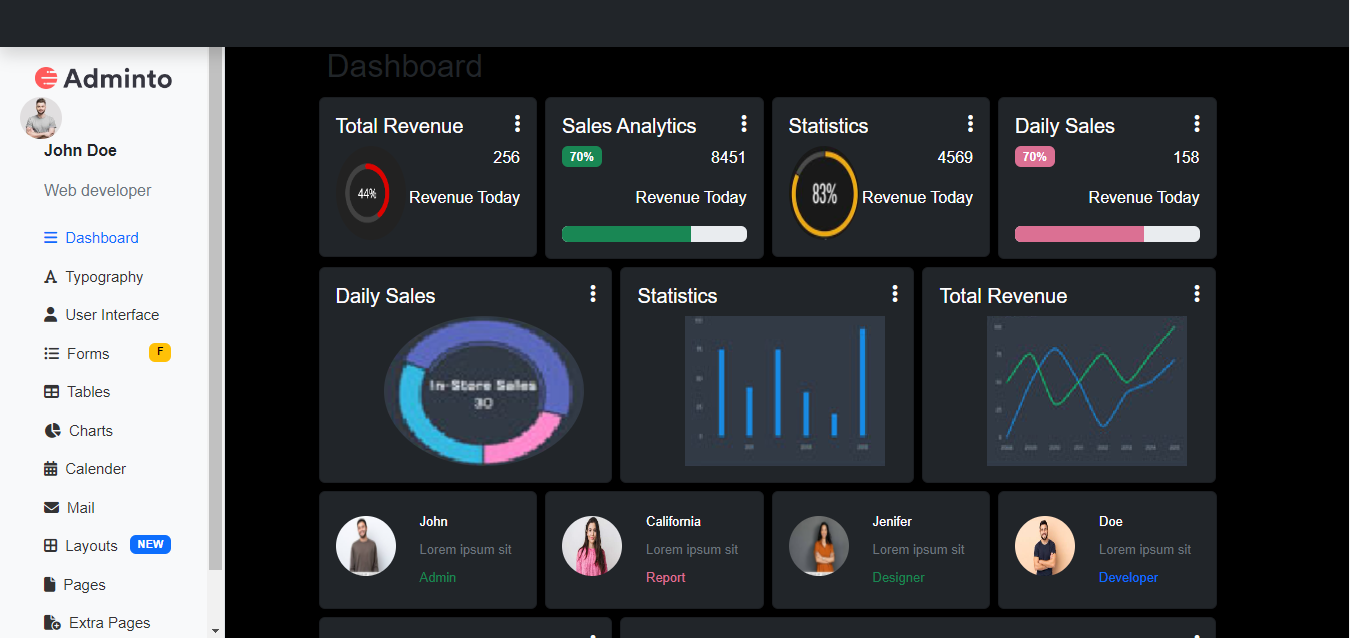 Adminto
John Doe
Web developer
Dashboard
Typography
User Interface
Forms F
Tables
Charts
Calender
Mail
Layouts NEW
Pages
Extra Pages
Dashboard
Total Revenue
256
44%
Revenue Today
Sales Analytics
70% 8451
Revenue Today
Statistics
4569
83%
Revenue Today
Daily Sales
70% 158
Revenue Today
Daily Sales
In-Store Sales
30
Statistics
Total Revenue
John
Lorem ipsum sit
Admin
California
Lorem ipsum sit
Report
Jenifer
Lorem ipsum sit
Designer
Doe
Lorem ipsum sit
Developer